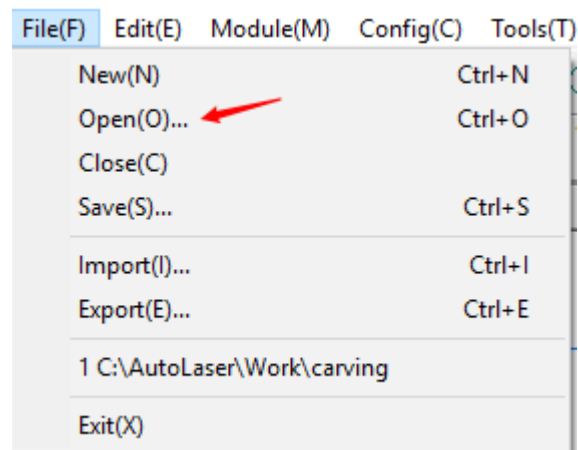 File(F) Edit(E) Module(M) Config(C) Tools(T)
New(N) Ctrl+N
Open(O)... Ctrl+O
Close(C)
Save(S)... Ctrl+S
Import(I)... Ctrl+I
Export(E)... Ctrl+E
1 C:\AutoLaser\Work\carving
Exit(X)